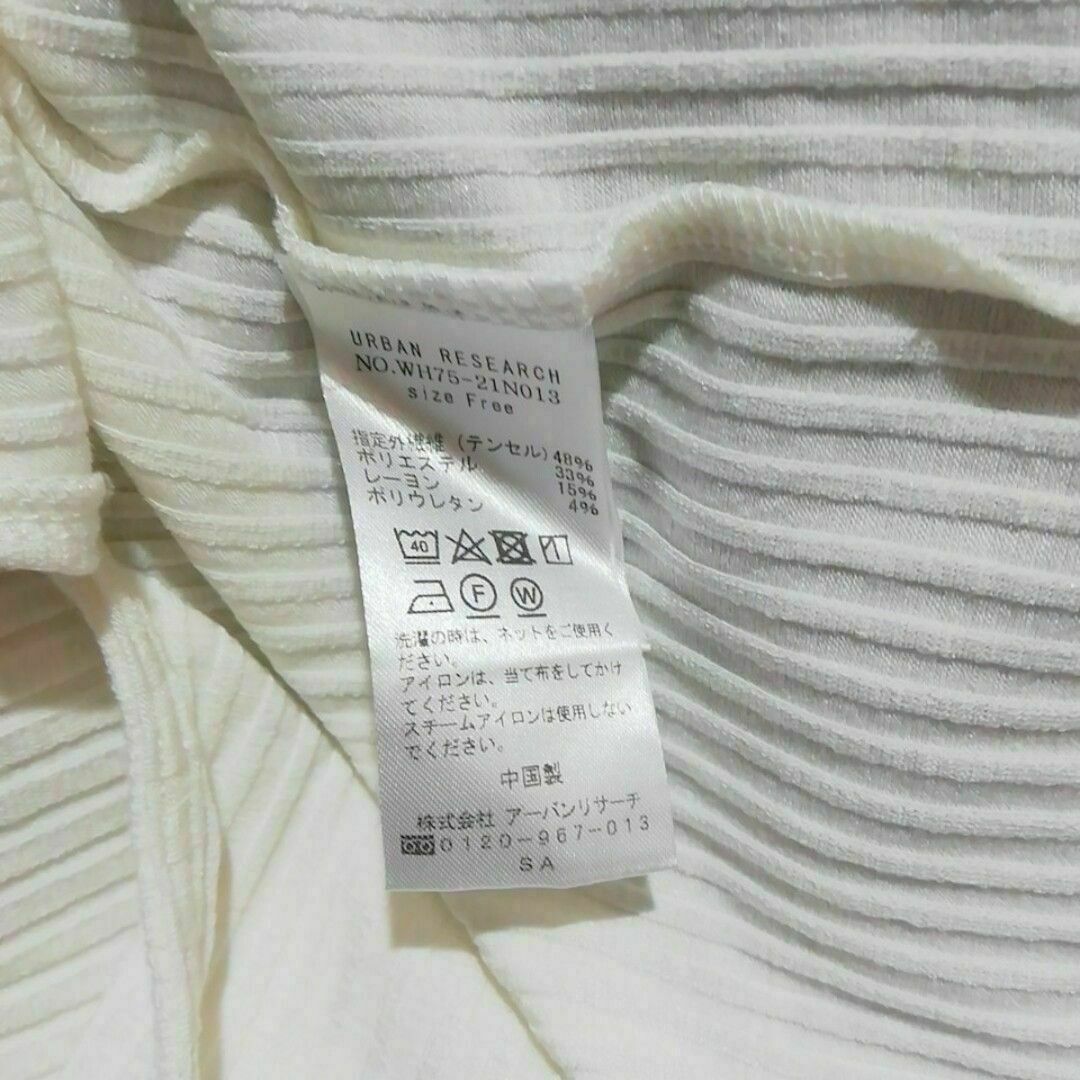 URBAN RESEARCH
NO.WH75-21N013
size Free
指定外繊維 (テンセル) 48%
ポリエステル 33%
レーヨン 15%
ポリウレタン 4%
40
F W
洗濯の時は、ネットをご使用く
ださい。
アイロンは、当て布をしてかけ
てください。
スチームアイロンは使用しない
でください。
中国製
株式会社 アーバンリサーチ
0120-967-013
SA